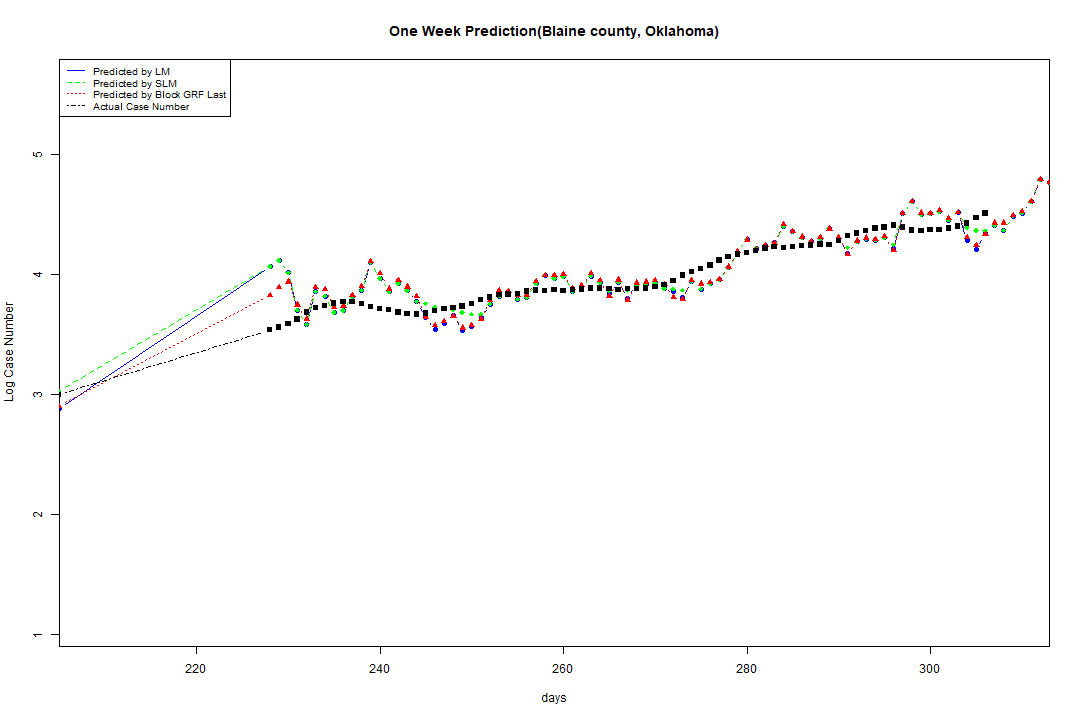 One Week Prediction(Blaine county, Oklahoma)
Predicted by LM
Predicted by SLM
Predicted by Block GRF Last
Actual Case Number
5
4
3
2
1
Log Case Number
220 240 260 280 300
days